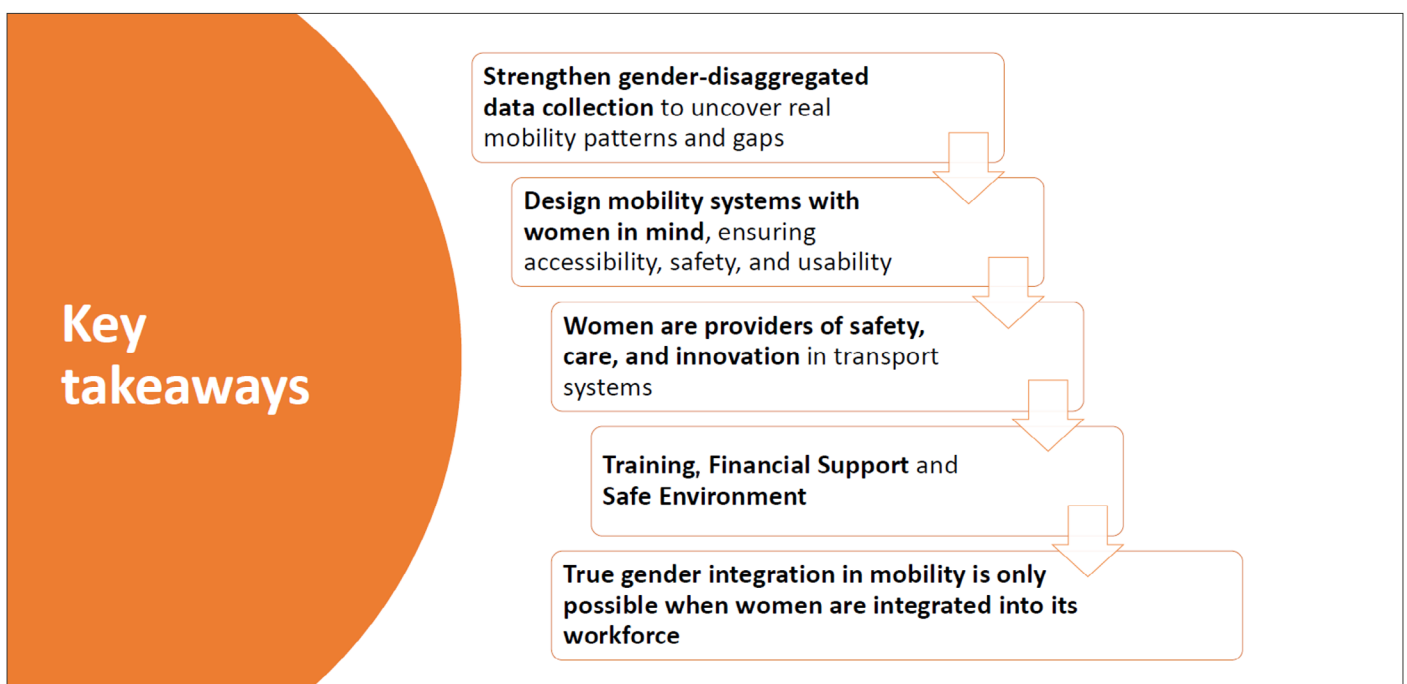 Key
takeaways
Strengthen gender-disaggregated
data collection to uncover real
mobility patterns and gaps
Design mobility systems with
women in mind, ensuring
accessibility, safety, and usability
Women are providers of safety,
care, and innovation in transport
systems
Training, Financial Support and
Safe Environment
True gender integration in mobility is only
possible when women are integrated into its
workforce